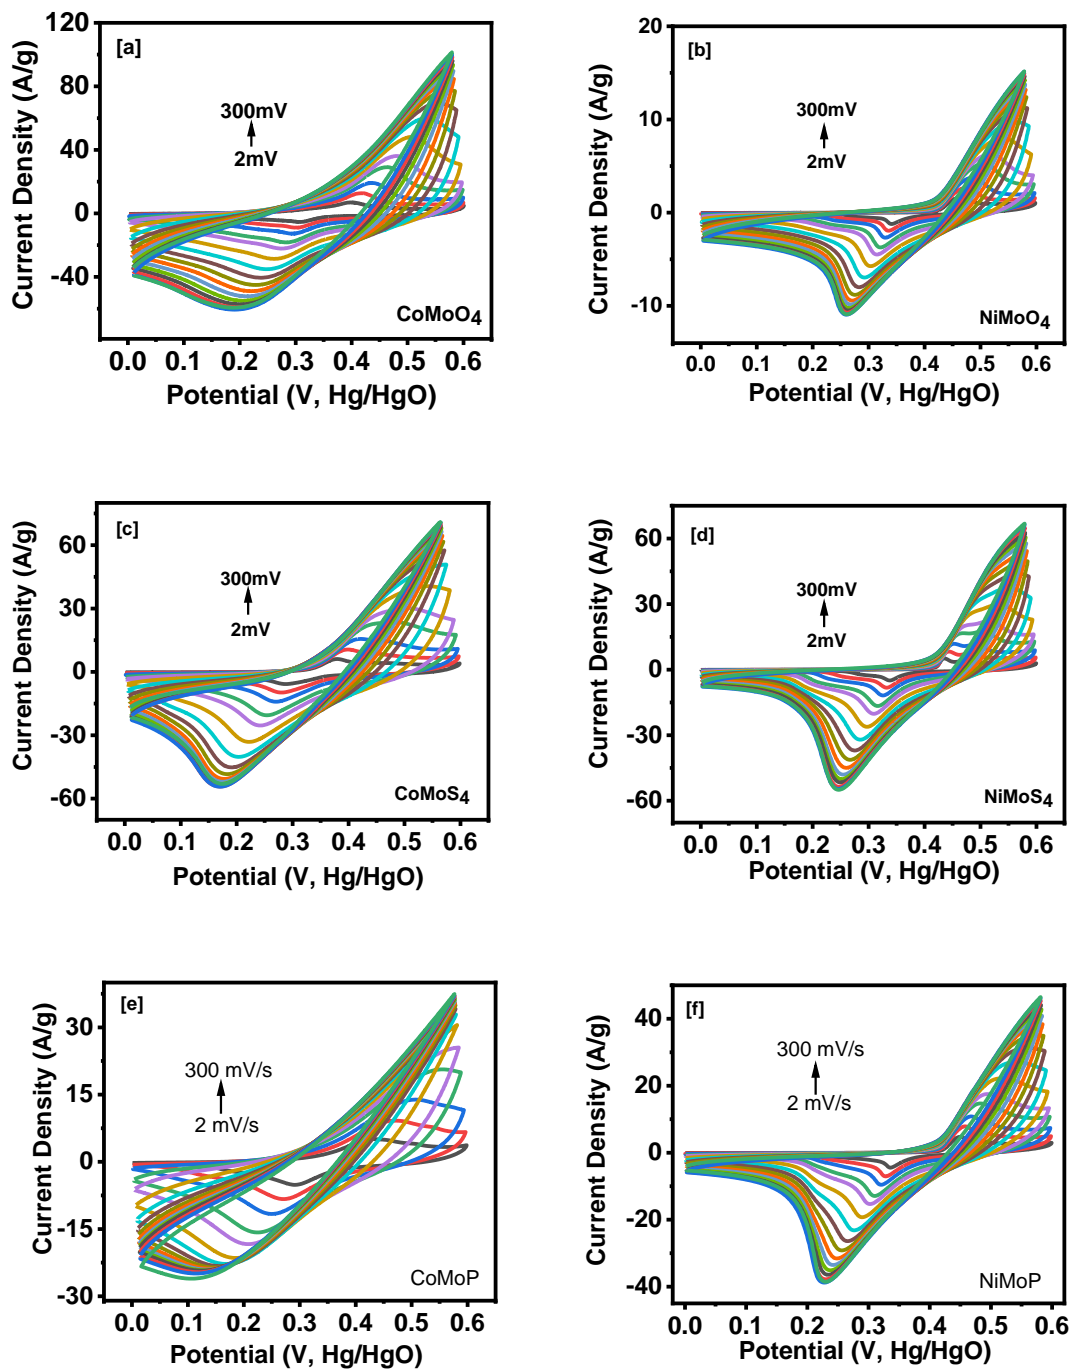 [a]
120
80
40
0
-40
Current Density (A/g)
300mV
2mV
CoMoO4
0.0 0.1 0.2 0.3 0.4 0.5 0.6
Potential (V, Hg/HgO)
[b]
20
10
0
-10
Current Density (A/g)
300mV
2mV
NiMoO4
0.0 0.1 0.2 0.3 0.4 0.5 0.6
Potential (V, Hg/HgO)
[c]
60
30
0
-30
-60
Current Density (A/g)
300mV
2mV
CoMoS4
0.0 0.1 0.2 0.3 0.4 0.5 0.6
Potential (V, Hg/HgO)
[d]
60
30
0
-30
-60
Current Density (A/g)
300mV
2mV
NiMoS4
0.0 0.1 0.2 0.3 0.4 0.5 0.6
Potential (V, Hg/HgO)
[e]
30
15
0
-15
-30
Current Density (A/g)
300 mV/s
2 mV/s
CoMoP
0.0 0.1 0.2 0.3 0.4 0.5 0.6
Potential (V, Hg/HgO)
[f]
40
20
0
-20
-40
Current Density (A/g)
300 mV/s
2 mV/s
NiMoP
0.0 0.1 0.2 0.3 0.4 0.5 0.6
Potential (V, Hg/HgO)